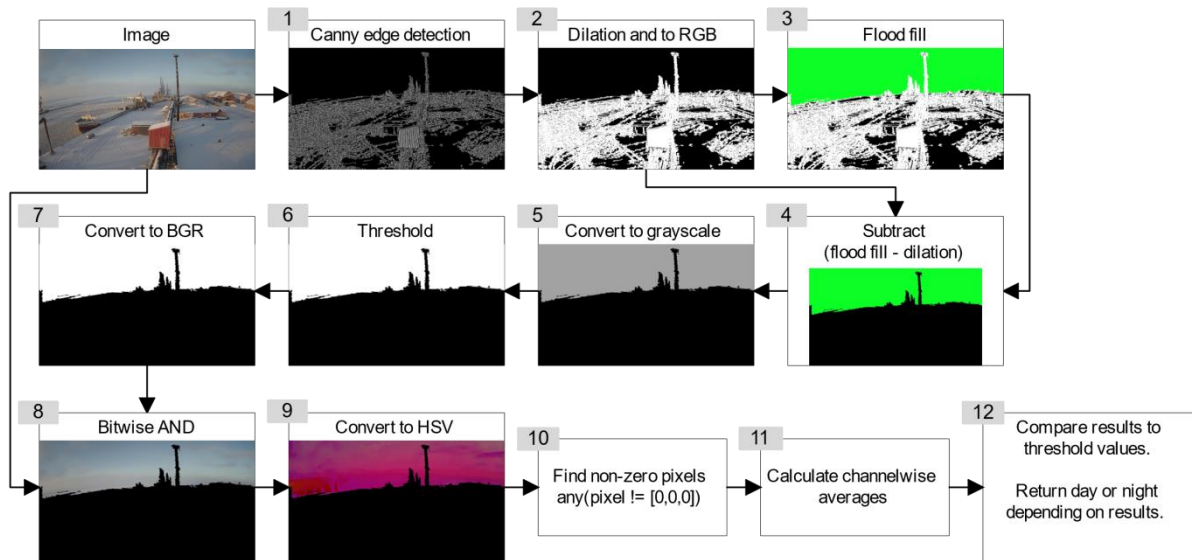 Image
1
Canny edge detection
2
Dilation and to RGB
3
Flood fill
7
Convert to BGR
6
Threshold
5
Convert to grayscale
4
Subtract
(flood fill - dilation)
8
Bitwise AND
9
Convert to HSV
10
Find non-zero pixels
any(pixel != [0,0,0])
11
Calculate channelwise
averages
12
Compare results to
threshold values.
Return day or night
depending on results.